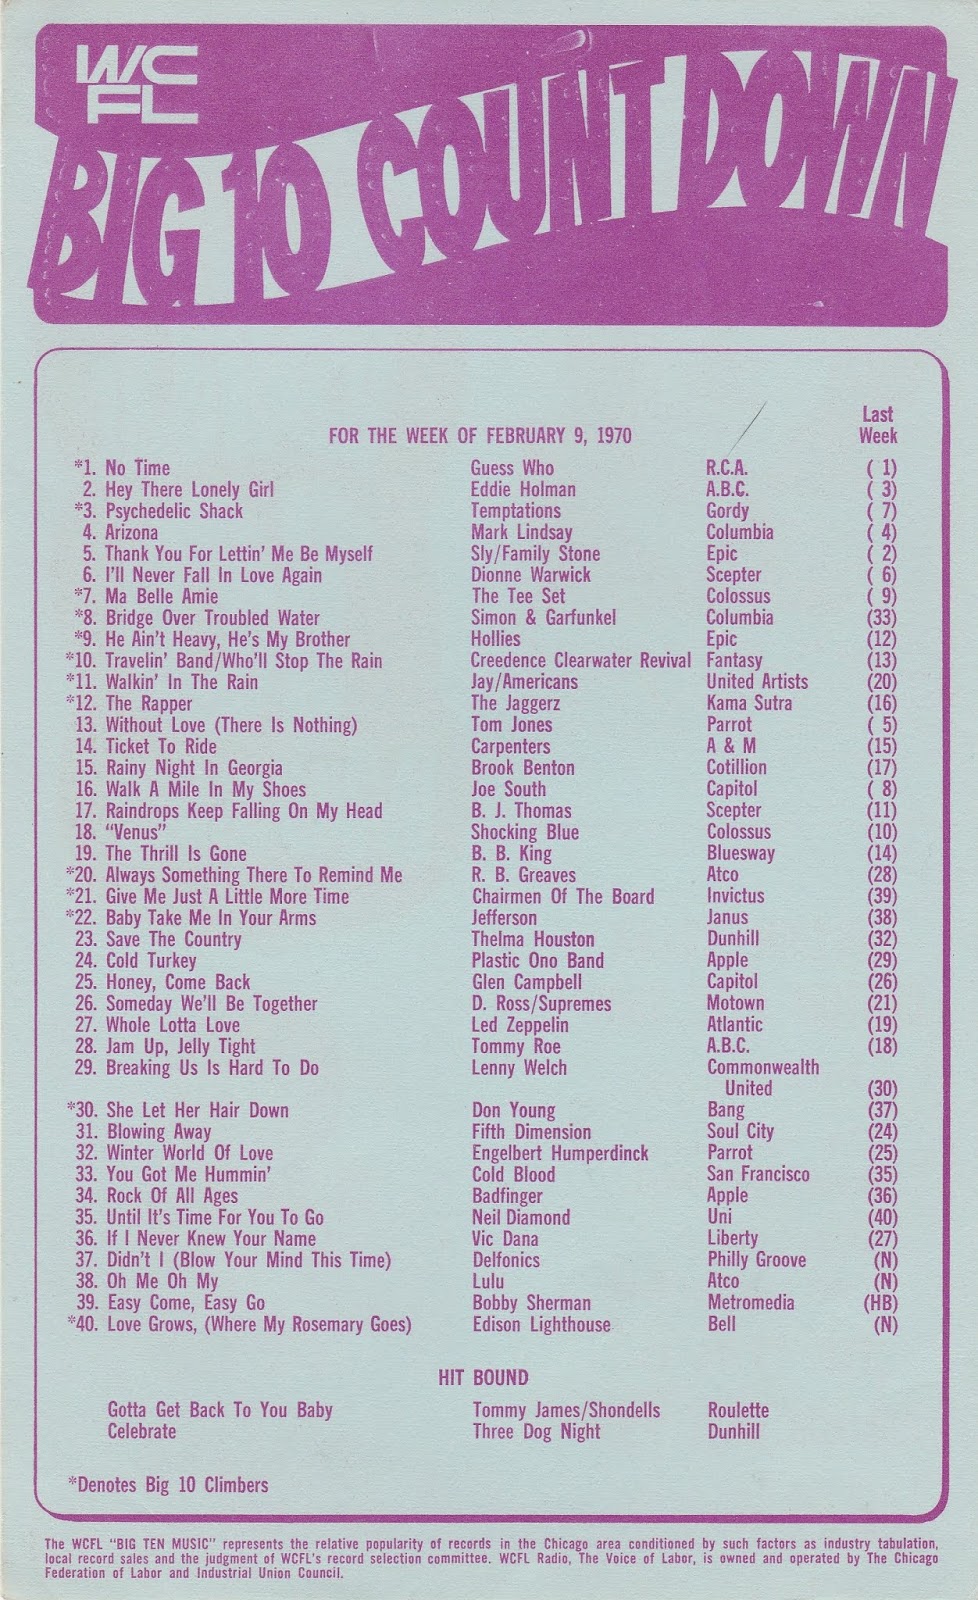 WC
FL
BIG 10 COUNT DOWN
Last
FOR THE WEEK OF FEBRUARY 9, 1970 Week
*1. No Time Guess Who R.C.A. ( 1)
2. Hey There Lonely Girl Eddie Holman A.B.C. ( 3)
*3. Psychedelic Shack Temptations Gordy ( 7)
4. Arizona Mark Lindsay Columbia ( 4)
5. Thank You For Lettin' Me Be Myself Sly/Family Stone Epic ( 2)
6. I'll Never Fall In Love Again Dionne Warwick Scepter ( 6)
*7. Ma Belle Amie The Tee Set Colossus ( 9)
*8. Bridge Over Troubled Water Simon & Garfunkel Columbia (33)
*9. He Ain't Heavy, He's My Brother Hollies Epic (12)
*10. Travelin' Band/Who'll Stop The Rain Creedence Clearwater Revival Fantasy (13)
*11. Walkin' In The Rain Jay/Americans United Artists (20)
*12. The Rapper The Jaggerz Kama Sutra (16)
13. Without Love (There Is Nothing) Tom Jones Parrot ( 5)
14. Ticket To Ride Carpenters A & M (15)
15. Rainy Night In Georgia Brook Benton Cotillion (17)
16. Walk A Mile In My Shoes Joe South Capitol ( 8)
17. Raindrops Keep Falling On My Head B. J. Thomas Scepter (11)
18. "Venus" Shocking Blue Colossus (10)
19. The Thrill Is Gone B. B. King Bluesway (14)
*20. Always Something There To Remind Me R. B. Greaves Atco (28)
*21. Give Me Just A Little More Time Chairmen Of The Board Invictus (39)
*22. Baby Take Me In Your Arms Jefferson Janus (38)
23. Save The Country Thelma Houston Dunhill (32)
24. Cold Turkey Plastic Ono Band Apple (29)
25. Honey, Come Back Glen Campbell Capitol (26)
26. Someday We'll Be Together D. Ross/Supremes Motown (21)
27. Whole Lotta Love Led Zeppelin Atlantic (19)
28. Jam Up, Jelly Tight Tommy Roe A.B.C. (18)
29. Breaking Us Is Hard To Do Lenny Welch Commonwealth
United (30)
*30. She Let Her Hair Down Don Young Bang (37)
31. Blowing Away Fifth Dimension Soul City (24)
32. Winter World Of Love Engelbert Humperdinck Parrot (25)
33. You Got Me Hummin' Cold Blood San Francisco (35)
34. Rock Of All Ages Badfinger Apple (36)
35. Until It's Time For You To Go Neil Diamond Uni (40)
36. If I Never Knew Your Name Vic Dana Liberty (27)
37. Didn't I (Blow Your Mind This Time) Delfonics Philly Groove (N)
38. Oh Me Oh My Lulu Atco (N)
39. Easy Come, Easy Go Bobby Sherman Metromedia (HB)
*40. Love Grows, (Where My Rosemary Goes) Edison Lighthouse Bell (N)
HIT BOUND
Gotta Get Back To You Baby Tommy James/Shondells Roulette
Celebrate Three Dog Night Dunhill
*Denotes Big 10 Climbers
The WCFL "BIG TEN MUSIC" represents the relative popularity of records in the Chicago area conditioned by such factors as industry tabulation,
local record sales and the judgment of WCFL's record selection committee. WCFL Radio, The Voice of Labor, is owned and operated by The Chicago
Federation of Labor and Industrial Union Council.